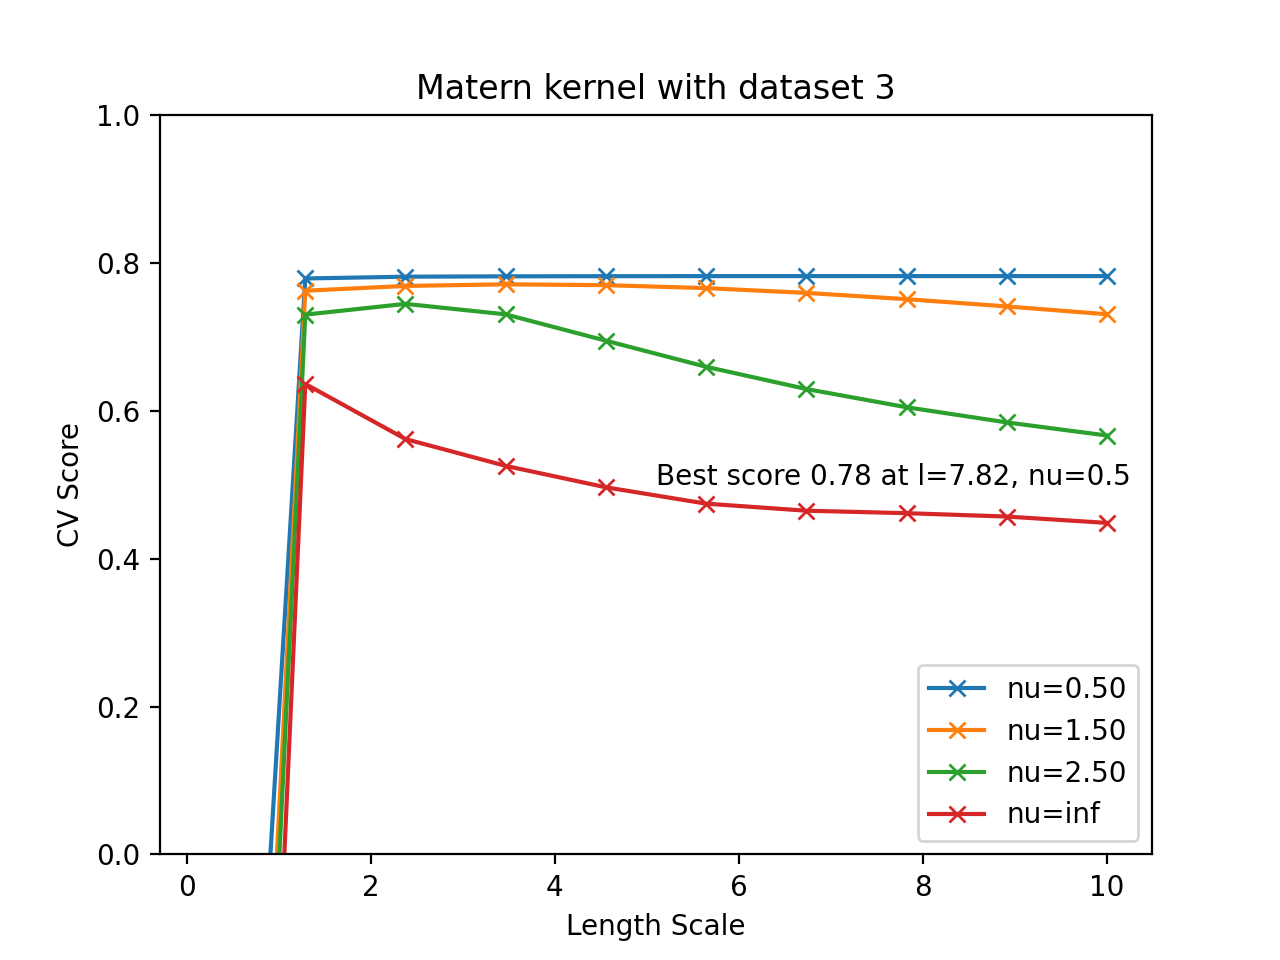 Matern kernel with dataset 3
1.0
0.8
0.6
0.4
0.2
0.0
CV Score
Best score 0.78 at l=7.82, nu=0.5
nu=0.50
nu=1.50
nu=2.50
nu=inf
0 2 4 6 8 10
Length Scale